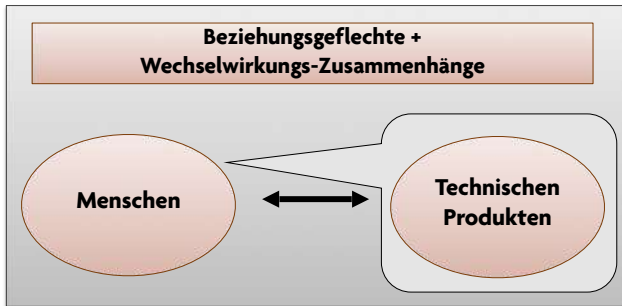 Beziehungsgeflechte +
Wechselwirkungs-Zusammenhänge
Menschen
Technischen
Produkten